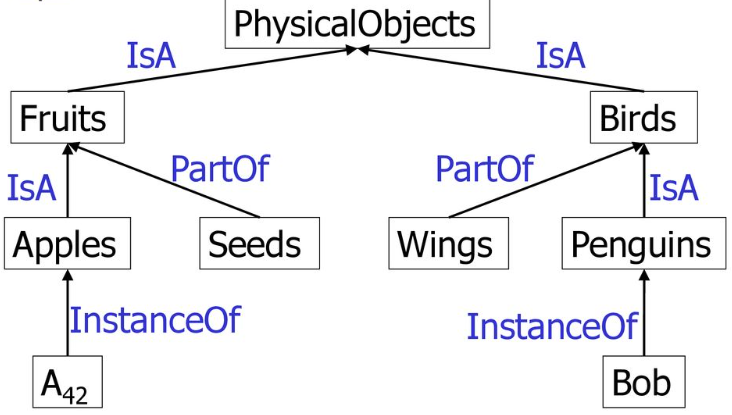 PhysicalObjects
IsA
IsA
Fruits
Birds
PartOf
PartOf
IsA
IsA
Apples
Seeds
Wings
Penguins
InstanceOf
InstanceOf
A₄₂
Bob